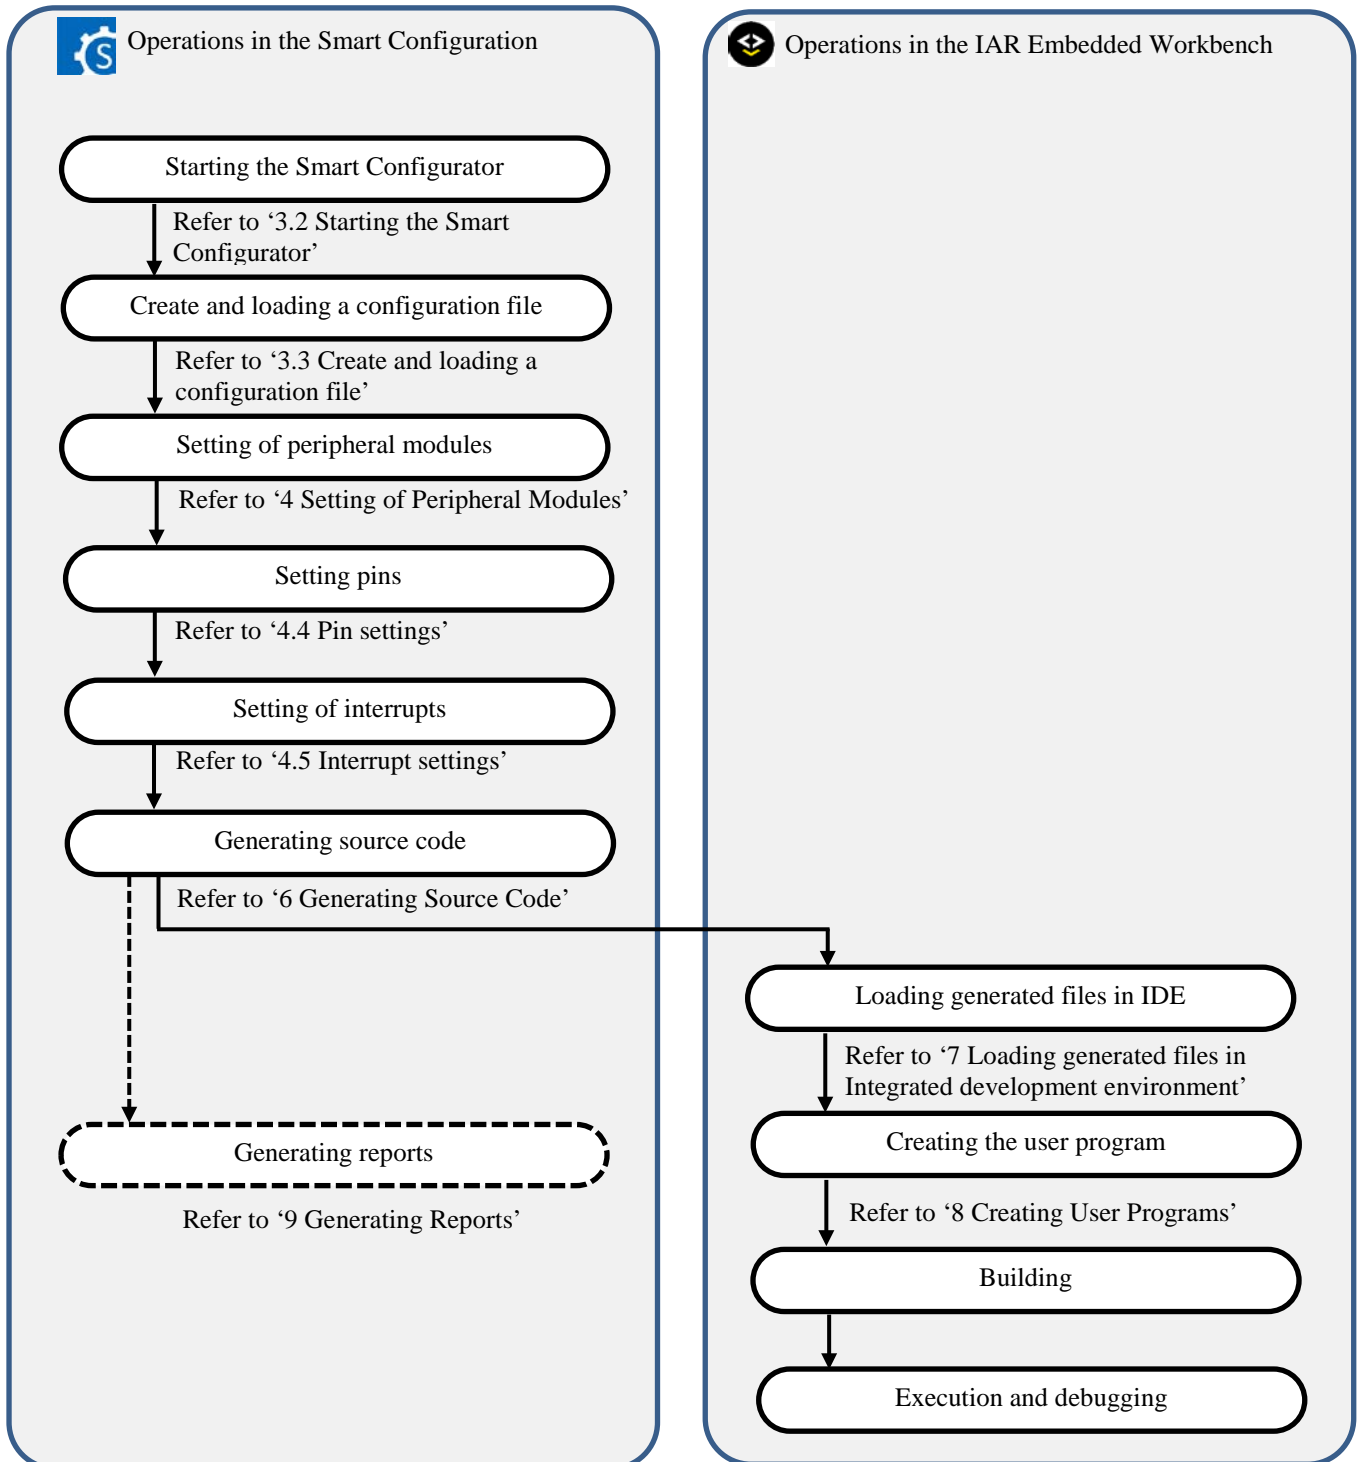 Operations in the Smart Configuration
Starting the Smart Configurator
Refer to ‘3.2 Starting the Smart
Configurator’
Create and loading a configuration file
Refer to ‘3.3 Create and loading a
configuration file’
Setting of peripheral modules
Refer to ‘4 Setting of Peripheral Modules’
Setting pins
Refer to ‘4.4 Pin settings’
Setting of interrupts
Refer to ‘4.5 Interrupt settings’
Generating source code
Refer to ‘6 Generating Source Code’
Generating reports
Refer to ‘9 Generating Reports’
Operations in the IAR Embedded Workbench
Loading generated files in IDE
Refer to ‘7 Loading generated files in
Integrated development environment’
Creating the user program
Refer to ‘8 Creating User Programs’
Building
Execution and debugging